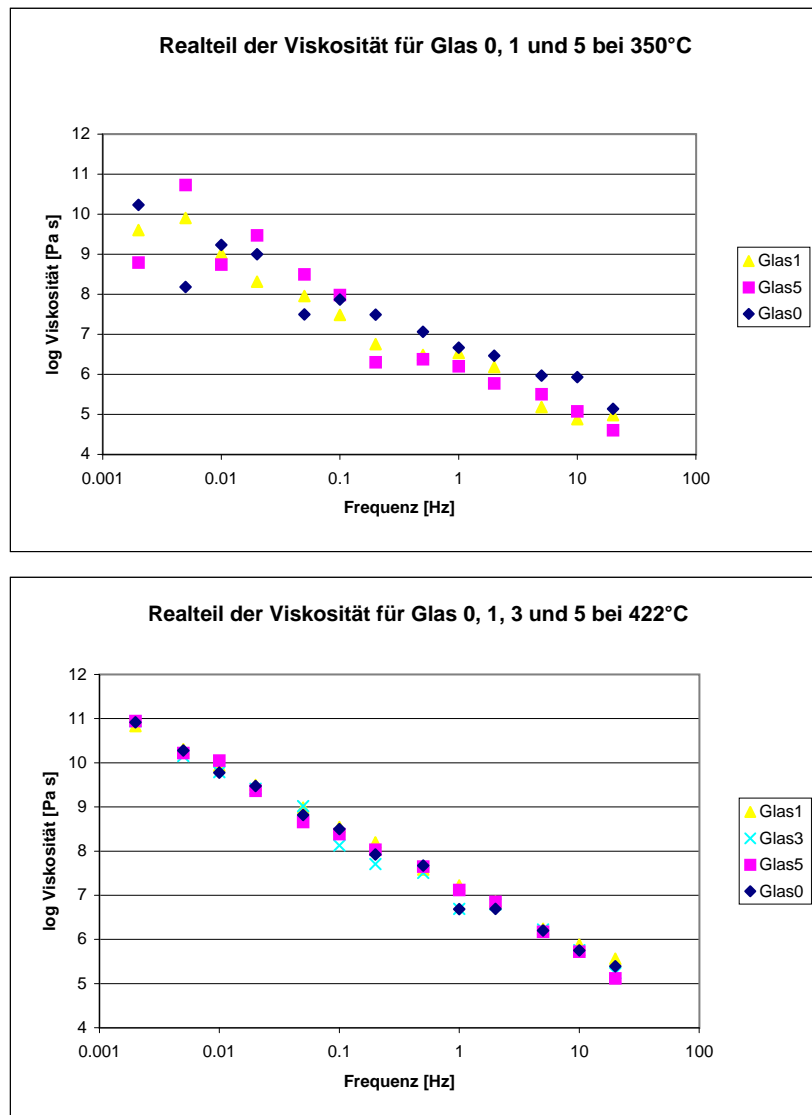 Realteil der Viskosität für Glas 0, 1 und 5 bei 350°C
12
11
10
9
8
7
6
5
4
log Viskosität [Pa s]
0.001 0.01 0.1 1 10 100
Frequenz [Hz]
Glas1
Glas5
Glas0
Realteil der Viskosität für Glas 0, 1, 3 und 5 bei 422°C
12
11
10
9
8
7
6
5
4
log Viskosität [Pa s]
0.001 0.01 0.1 1 10 100
Frequenz [Hz]
Glas1
Glas3
Glas5
Glas0